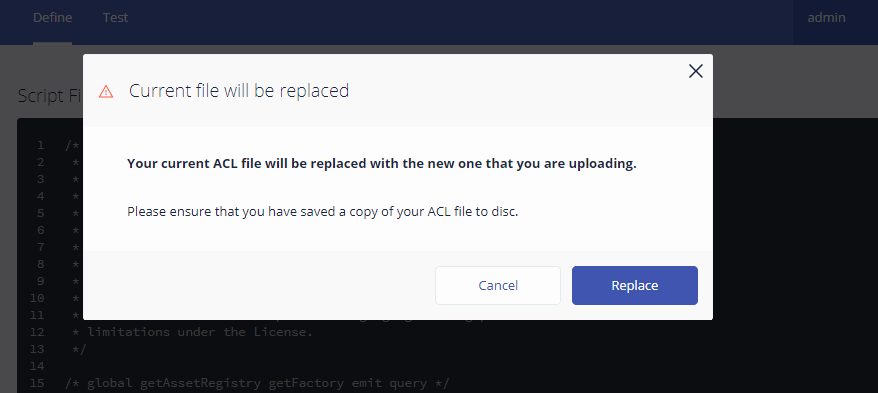 Define Test admin
Current file will be replaced
Script Fi
Your current ACL file will be replaced with the new one that you are uploading.
Please ensure that you have saved a copy of your ACL file to disc.
Cancel Replace
1 /*
2 *
3 *
4 *
5 *
6 *
7 *
8 *
9 *
10 *
11 *
12 * limitations under the License.
13 */
14
15 /* global getAssetRegistry getFactory emit query */